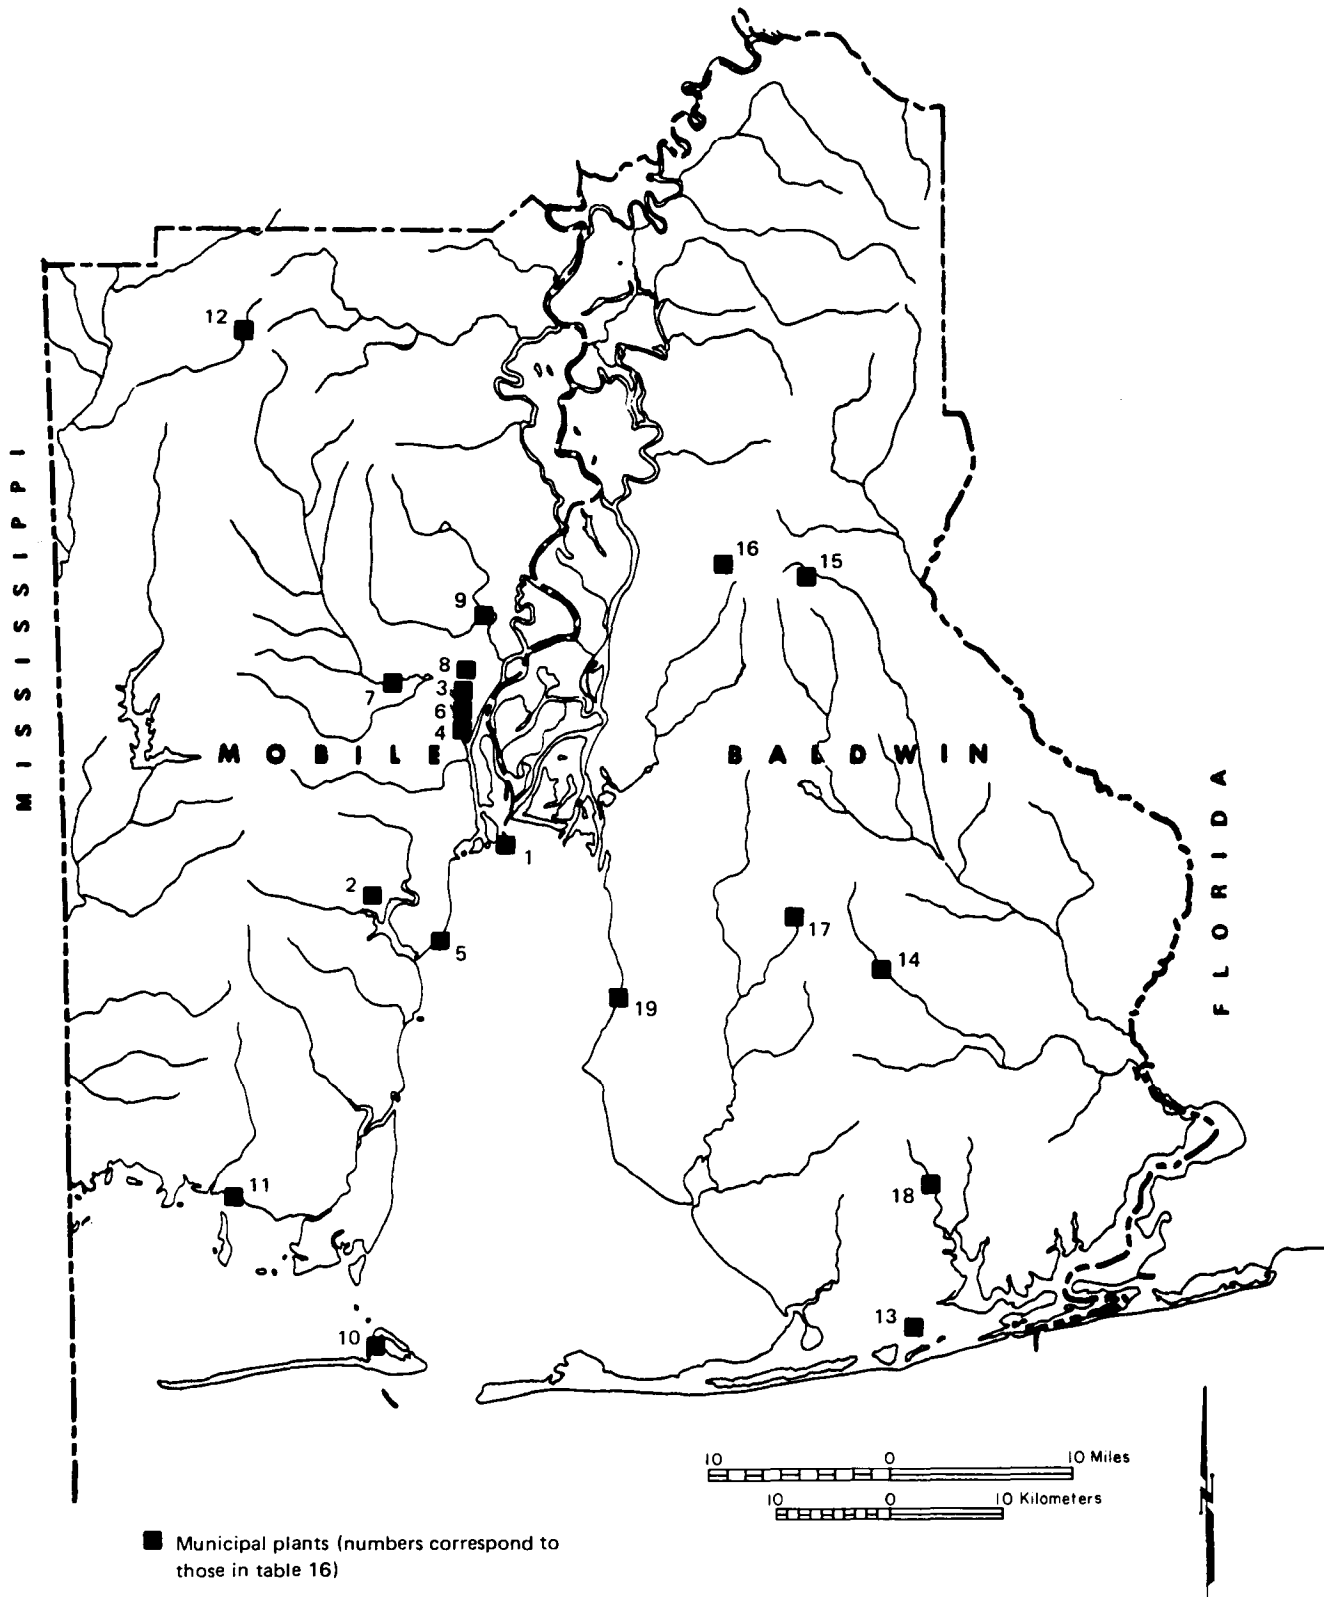 12
16
15
9
8
3
7
6
4
MISSISSIPPI
MOBILE
BALDWIN
FLORIDA
1
2
5
17
14
19
11
18
13
10
10 0 10 Miles
10 0 10 Kilometers
N
Municipal plants (numbers correspond to
those in table 16)